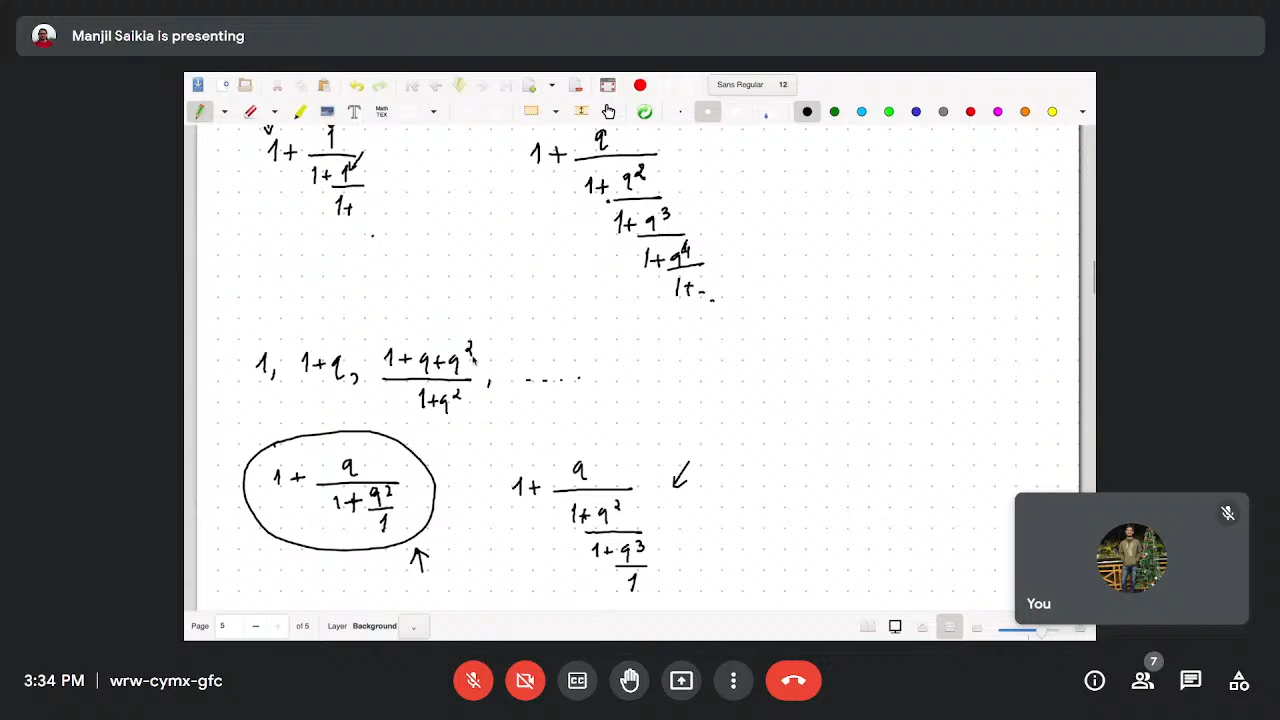 Manjil Saikia is presenting
Sans Regular 12
Math TEX
1 + 1/(1 + 1/(1 +
1 + q/(1 + q²/(1 + q³/(1 + q⁴/(1 + ...
1, 1+q, (1+q+q²)/(1+q²), .....
1 + q/(1 + q²/1)
1 + q/(1 + q²/(1 + q³/1))
You
Page 5 of 5 Layer Background
3:34 PM | wrw-cymx-gfc
7